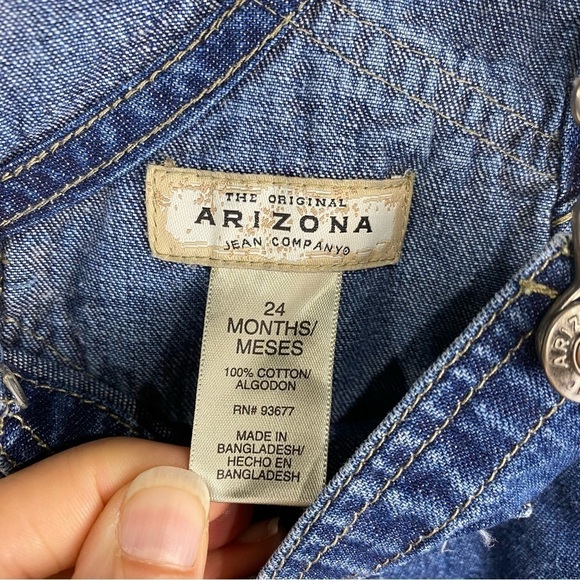 THE ORIGINAL
ARIZONA
JEAN COMPANY®
24
MONTHS/
MESES
100% COTTON/
ALGODON
RN# 93677
MADE IN
BANGLADESH/
HECHO EN
BANGLADESH